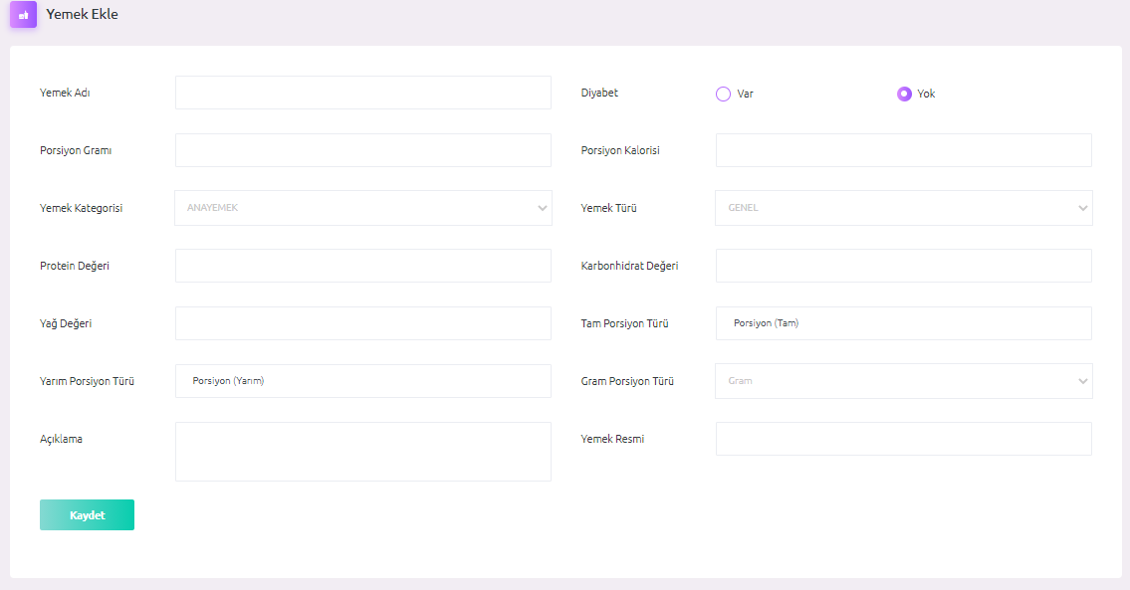 Yemek Ekle
Yemek Adı
Diyabet
Var
Yok
Porsiyon Gramı
Porsiyon Kalorisi
Yemek Kategorisi
ANAYEMEK
Yemek Türü
GENEL
Protein Değeri
Karbonhidrat Değeri
Yağ Değeri
Tam Porsiyon Türü
Porsiyon (Tam)
Yarım Porsiyon Türü
Porsiyon (Yarım)
Gram Porsiyon Türü
Gram
Açıklama
Yemek Resmi
Kaydet